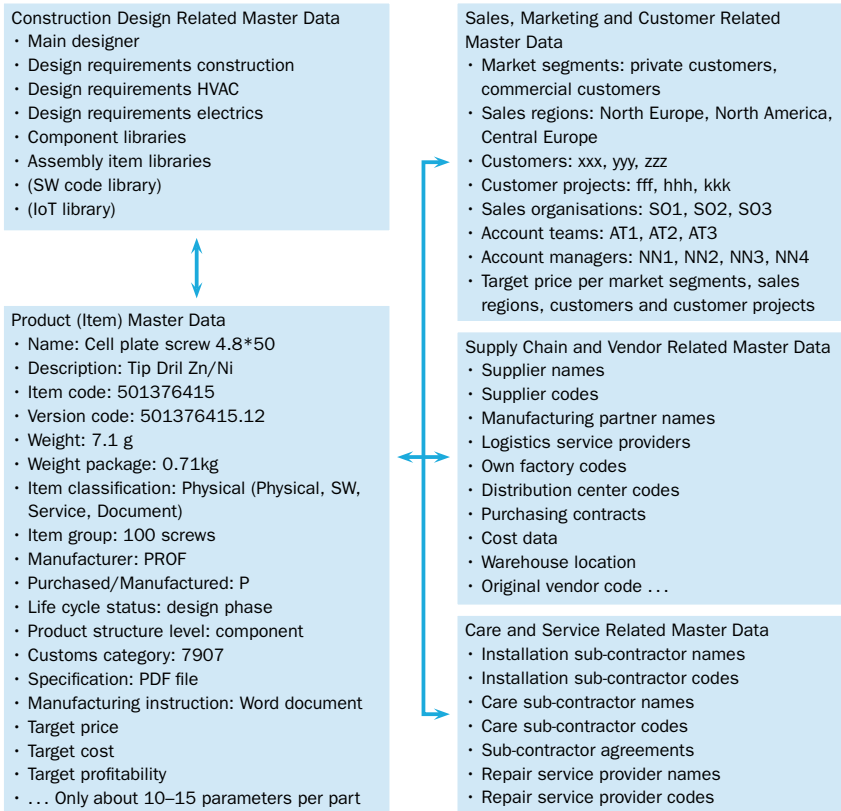 Construction Design Related Master Data
· Main designer
· Design requirements construction
· Design requirements HVAC
· Design requirements electrics
· Component libraries
· Assembly item libraries
· (SW code library)
· (IoT library)
Product (Item) Master Data
· Name: Cell plate screw 4.8*50
· Description: Tip Dril Zn/Ni
· Item code: 501376415
· Version code: 501376415.12
· Weight: 7.1 g
· Weight package: 0.71kg
· Item classification: Physical (Physical, SW,
Service, Document)
· Item group: 100 screws
· Manufacturer: PROF
· Purchased/Manufactured: P
· Life cycle status: design phase
· Product structure level: component
· Customs category: 7907
· Specification: PDF file
· Manufacturing instruction: Word document
· Target price
· Target cost
· Target profitability
· ... Only about 10–15 parameters per part
Sales, Marketing and Customer Related
Master Data
· Market segments: private customers,
commercial customers
· Sales regions: North Europe, North America,
Central Europe
· Customers: xxx, yyy, zzz
· Customer projects: fff, hhh, kkk
· Sales organisations: SO1, SO2, SO3
· Account teams: AT1, AT2, AT3
· Account managers: NN1, NN2, NN3, NN4
· Target price per market segments, sales
regions, customers and customer projects
Supply Chain and Vendor Related Master Data
· Supplier names
· Supplier codes
· Manufacturing partner names
· Logistics service providers
· Own factory codes
· Distribution center codes
· Purchasing contracts
· Cost data
· Warehouse location
· Original vendor code ...
Care and Service Related Master Data
· Installation sub-contractor names
· Installation sub-contractor codes
· Care sub-contractor names
· Care sub-contractor codes
· Sub-contractor agreements
· Repair service provider names
· Repair service provider codes